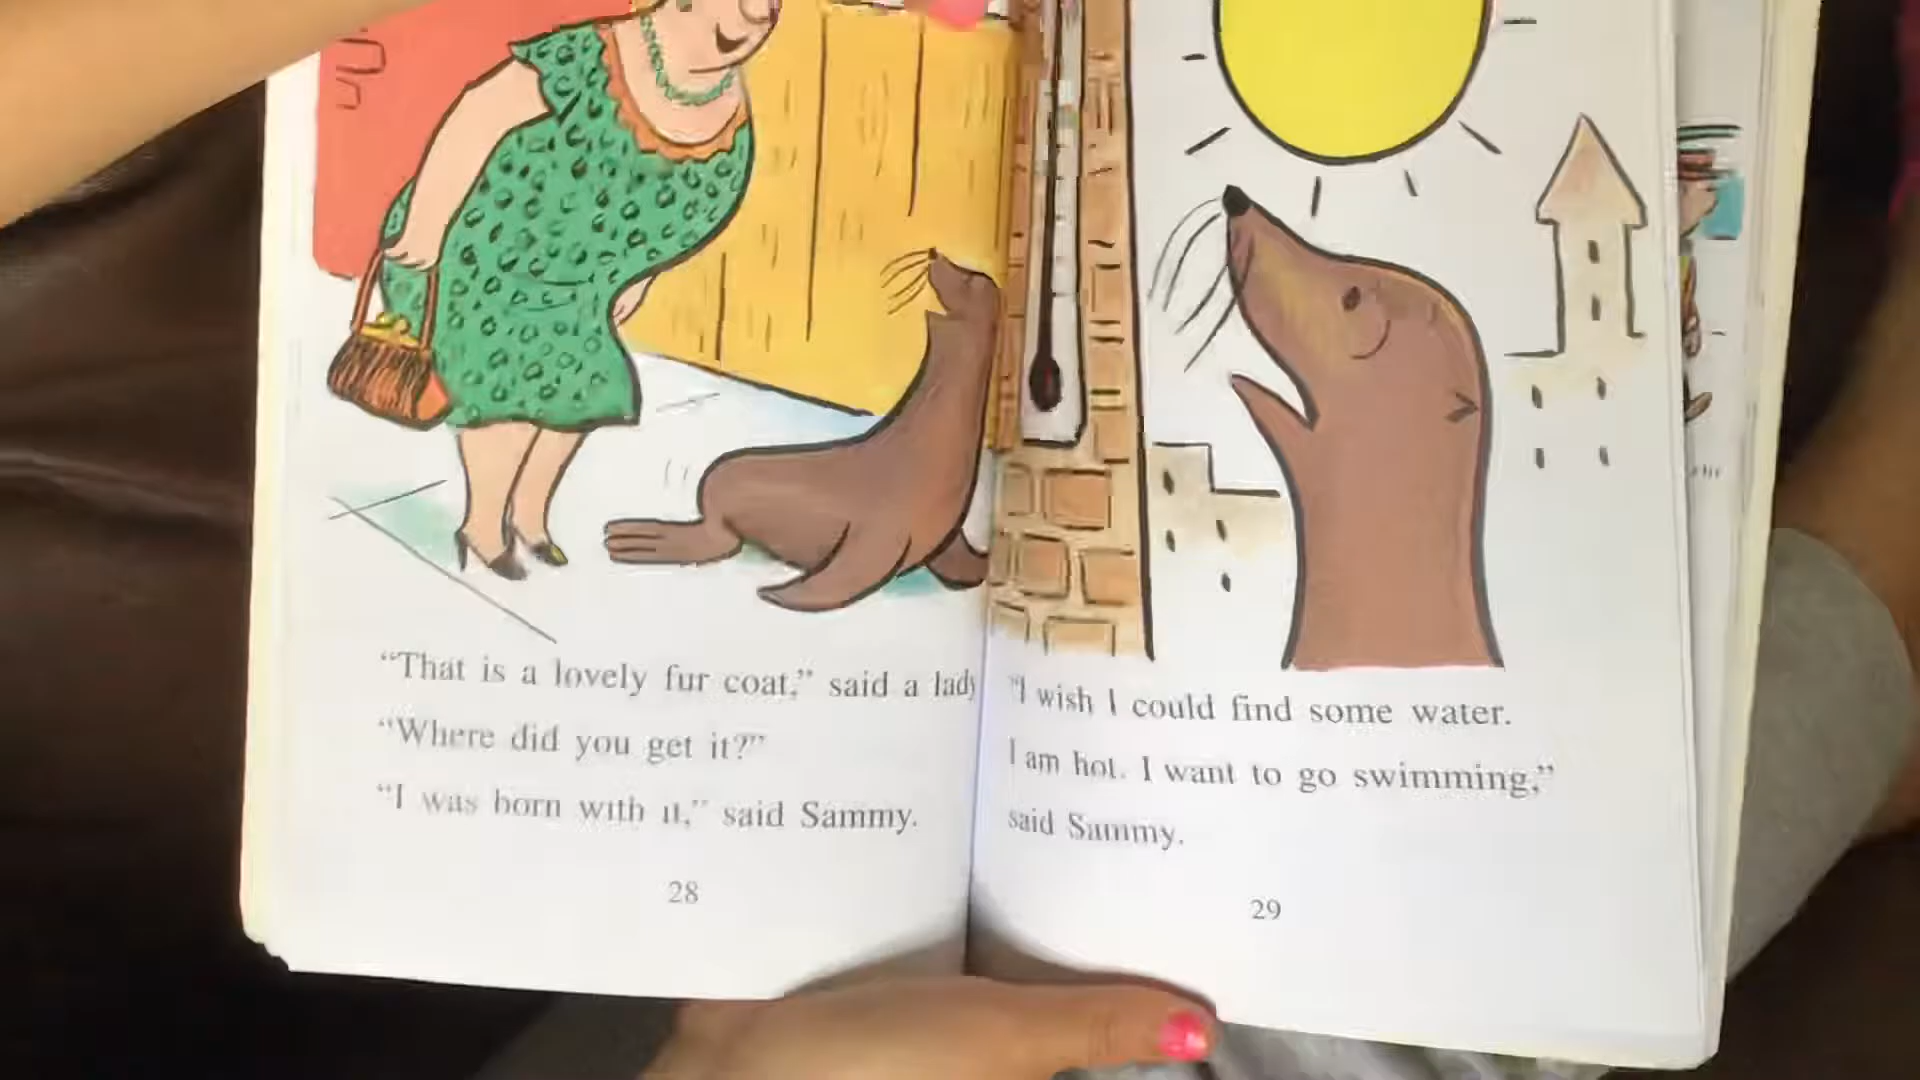 “That is a lovely fur coat,” said a lady
“Where did you get it?”
“I was born with it,” said Sammy.
28
“I wish I could find some water.
I am hot. I want to go swimming,”
said Sammy.
29